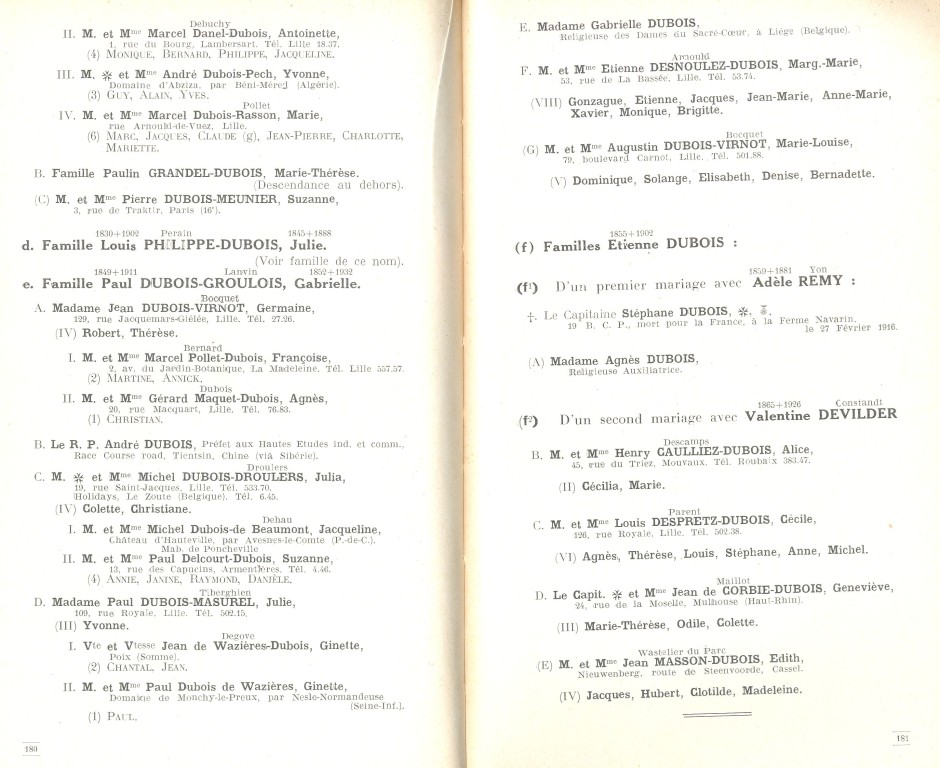 Debuchy
II. M. et Mme Marcel Danel-Dubois, Antoinette,
1, rue du Bourg, Lambersart. Tél. Lille 18.37.
(4) MONIQUE, BERNARD, PHILIPPE, JACQUELINE.
III. M. ✻ et Mme André Dubois-Pech, Yvonne,
Domaine d'Abziza, par Béni-Méred (Algérie).
(3) GUY, ALAIN, YVES.
Pollet
IV. M. et Mme Marcel Dubois-Rasson, Marie,
rue Arnould-de-Vuez, Lille.
(6) MARC, JACQUES, CLAUDE (g), JEAN-PIERRE, CHARLOTTE,
MARIETTE.
B. Famille Paulin GRANDEL-DUBOIS, Marie-Thérèse.
(Descendance au dehors).
(C) M. et Mme Pierre DUBOIS-MEUNIER, Suzanne,
3, rue de Traktir, Paris (16e).
1830+1902 Perain 1845+1888
d. Famille Louis PHILIPPE-DUBOIS, Julie.
(Voir famille de ce nom).
1849+1911 Lanvin 1852+1932
e. Famille Paul DUBOIS-GROULOIS, Gabrielle.
Bocquet
A. Madame Jean DUBOIS-VIRNOT, Germaine,
129, rue Jacquemars-Giélée, Lille. Tél. 27.26.
(IV) Robert, Thérèse.
Bernard
I. M. et Mme Marcel Pollet-Dubois, Françoise,
2, av. du Jardin-Botanique, La Madeleine. Tél. Lille 557.57.
(2) MARTINE, ANNICK.
Dubois
II. M. et Mme Gérard Maquet-Dubois, Agnès,
20, rue Macquart, Lille. Tél. 76.83.
(1) CHRISTIAN.
B. Le R. P. André DUBOIS, Préfet aux Hautes Etudes ind. et comm.,
Race Course road, Tientsin, Chine (viâ Sibérie).
Droulers
C. M. ✻ et Mme Michel DUBOIS-DROULERS, Julia,
19, rue Saint-Jacques, Lille. Tél. 533.70.
Holidays, Le Zoute (Belgique). Tél. 6.45.
(IV) Colette, Christiane.
Dehau
I. M. et Mme Michel Dubois-de Beaumont, Jacqueline,
Château d'Hauteville, par Avesnes-le-Comte (P.-de-C.).
Mab. de Poncheville
II. M. et Mme Paul Delcourt-Dubois, Suzanne,
13, rue des Capucins, Armentières. Tél. 4.46.
(4) ANNIE, JANINE, RAYMOND, DANIÈLE.
Tiberghien
D. Madame Paul DUBOIS-MASUREL, Julie,
109, rue Royale, Lille. Tél. 502.15.
(III) Yvonne.
Degove
I. Vte et Vtesse Jean de Wazières-Dubois, Ginette,
Poix (Somme).
(2) CHANTAL, JEAN.
II. M. et Mme Paul Dubois de Wazières, Ginette,
Domaine de Monchy-le-Preux, par Nesle-Normandeuse
(Seine-Inf.).
(1) PAUL.
180
E. Madame Gabrielle DUBOIS,
Religieuse des Dames du Sacré-Cœur, à Liége (Belgique).
Arnould
F. M. et Mme Etienne DESNOULEZ-DUBOIS, Marg.-Marie,
53, rue de La Bassée, Lille. Tél. 53.74.
(VIII) Gonzague, Etienne, Jacques, Jean-Marie, Anne-Marie,
Xavier, Monique, Brigitte.
Bocquet
(G) M. et Mme Augustin DUBOIS-VIRNOT, Marie-Louise,
79, boulevard Carnot, Lille. Tél. 501.88.
(V) Dominique, Solange, Elisabeth, Denise, Bernadette.
1855+1902
(f) Familles Etienne DUBOIS :
1859+1881 Yon
(f1) D'un premier mariage avec Adèle REMY :
‡. Le Capitaine Stéphane DUBOIS, ✻,
19 B. C. P., mort pour la France, à la Ferme Navarin,
le 27 Février 1916.
(A) Madame Agnès DUBOIS,
Religieuse Auxiliatrice.
1865+1926 Constandt
(f2) D'un second mariage avec Valentine DEVILDER
Descamps
B. M. et Mme Henry CAULLIEZ-DUBOIS, Alice,
45, rue du Triez, Mouvaux. Tél. Roubaix 383.47.
(II) Cécilia, Marie.
Parent
C. M. et Mme Louis DESPRETZ-DUBOIS, Cécile,
126, rue Royale, Lille. Tél. 502.38.
(VI) Agnès, Thérèse, Louis, Stéphane, Anne, Michel.
Maillot
D. Le Capit. ✻ et Mme Jean de CORBIE-DUBOIS, Geneviève,
24, rue de la Moselle, Mulhouse (Haut-Rhin).
(III) Marie-Thérèse, Odile, Colette.
Wastelier du Parc
(E) M. et Mme Jean MASSON-DUBOIS, Edith,
Nieuwenberg, route de Steenvoorde, Cassel.
(IV) Jacques, Hubert, Clotilde, Madeleine.
181